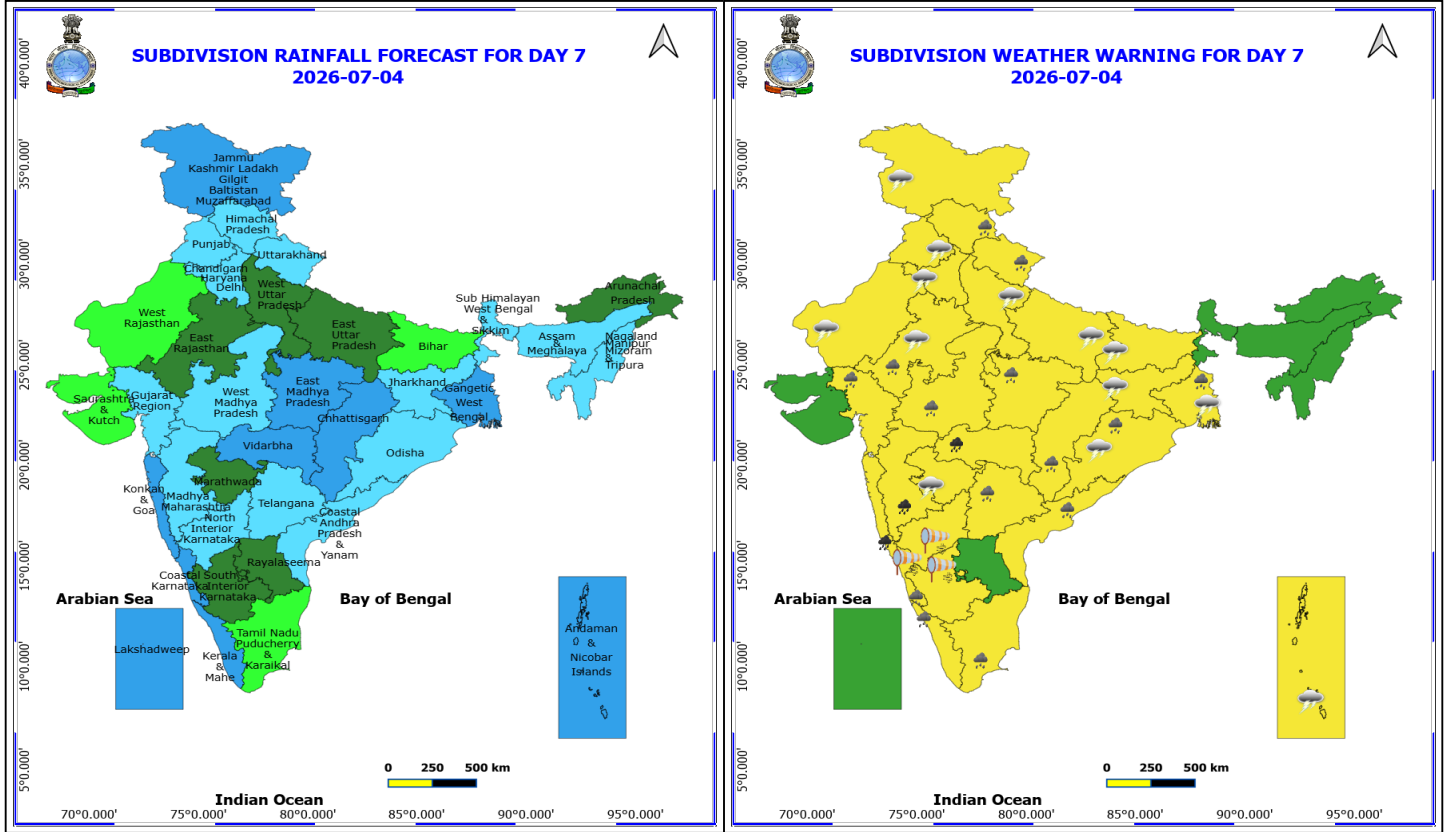 SUBDIVISION RAINFALL FORECAST FOR DAY 7
2026-07-04
40°0.000'
35°0.000'
30°0.000'
25°0.000'
20°0.000'
15°0.000'
10°0.000'
5°0.000'
Jammu
Kashmir Ladakh
Gilgit
Baltistan
Muzaffarabad
Himachal
Pradesh
Punjab
Uttarakhand
Chandigarh
Haryana
Delhi
West
Uttar
Pradesh
West
Rajasthan
East
Rajasthan
East
Uttar
Pradesh
Bihar
Sub Himalayan
West Bengal
&
Sikkim
Arunachal
Pradesh
Assam
&
Meghalaya
Nagaland
Manipur
Mizoram
&
Tripura
Saurashtra
&
Kutch
Gujarat
Region
West
Madhya
Pradesh
East
Madhya
Pradesh
Jharkhand
Gangetic
West
Bengal
Chhattisgarh
Vidarbha
Odisha
Konkan
&
Goa
Madhya
Maharashtra
Marathwada
Telangana
North
Interior
Karnataka
Coastal
Andhra
Pradesh
&
Yanam
Rayalaseema
Coastal
Karnataka
South
Interior
Karnataka
Tamil Nadu
Puducherry
&
Karaikal
Kerala
&
Mahe
Lakshadweep
Andaman
&
Nicobar
Islands
Arabian Sea
Bay of Bengal
Indian Ocean
0 250 500 km
70°0.000' 75°0.000' 80°0.000' 85°0.000' 90°0.000' 95°0.000'
SUBDIVISION WEATHER WARNING FOR DAY 7
2026-07-04
40°0.000'
35°0.000'
30°0.000'
25°0.000'
20°0.000'
15°0.000'
10°0.000'
5°0.000'
Arabian Sea
Bay of Bengal
Indian Ocean
0 250 500 km
70°0.000' 75°0.000' 80°0.000' 85°0.000' 90°0.000' 95°0.000'